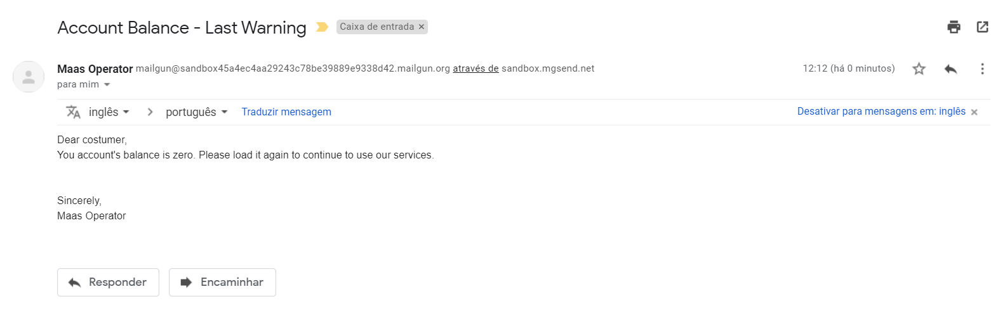 Account Balance - Last Warning Caixa de entrada ×
Maas Operator mailgun@sandbox45a4ec4aa29243c78be39889e9338d42.mailgun.org através de sandbox.mgsend.net 12:12 (há 0 minutos)
para mim
inglês > português Traduzir mensagem Desativar para mensagens em: inglês ×
Dear costumer,
You account's balance is zero. Please load it again to continue to use our services.
Sincerely,
Maas Operator
Responder Encaminhar